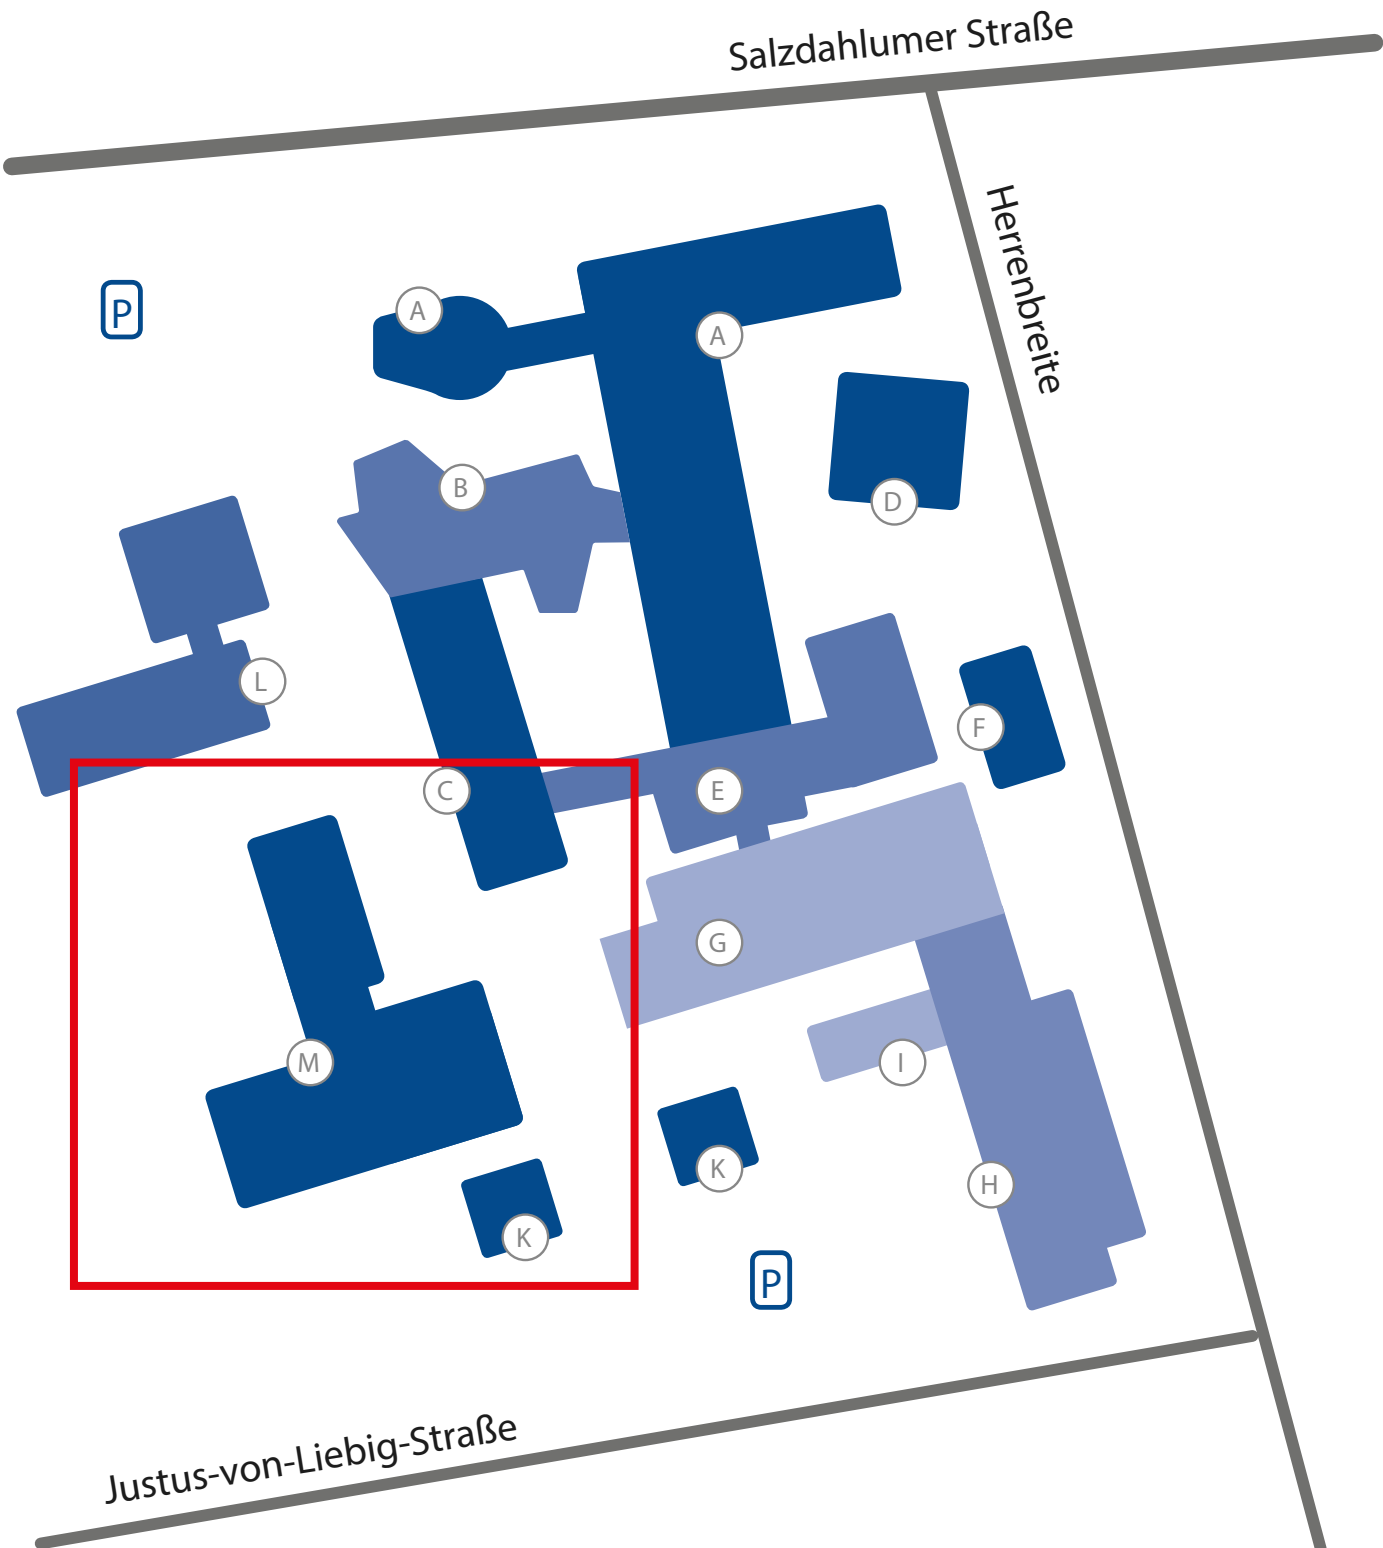 Salzdahlumer Straße
Herrenbreite
P
A
A
B
D
L
F
C
E
G
M
I
K
H
K
P
Justus-von-Liebig-Straße